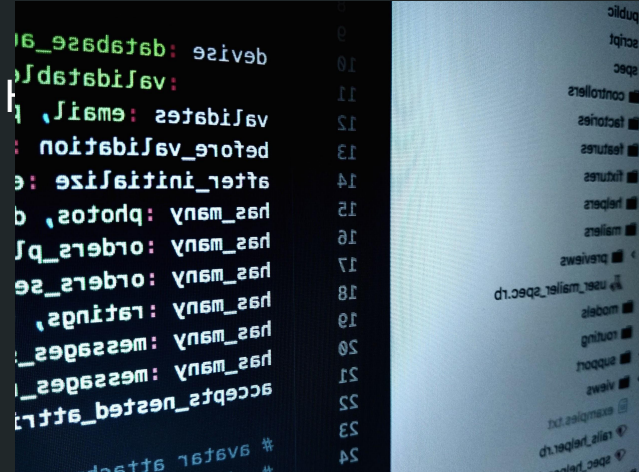 public
script
spec
controllers
factories
features
fixtures
helpers
mailers
previews
user_mailer_spec.rb
models
routing
support
views
examples.txt
rails_helper.rb
spec_helper
9
10 devise :database_au
11 :validatable
12 validates :email, p
13 before_validation :
14 after_initialize :e
15 has_many :photos, d
16 has_many :orders_pl
17 has_many :orders_se
18 has_many :ratings,
19 has_many :messages_s
20 has_many :messages_
21 accepts_nested_attri
22
23 # avatar attach
24 #